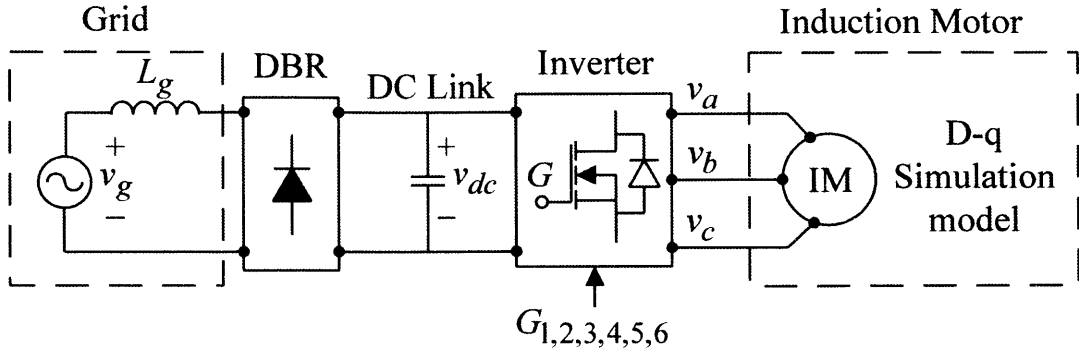 Grid
Induction Motor
DBR
DC Link
Inverter
L_g
v_a
v_b
v_c
+
v_g
−
+
v_dc
−
G
IM
D-q
Simulation
model
G_1,2,3,4,5,6